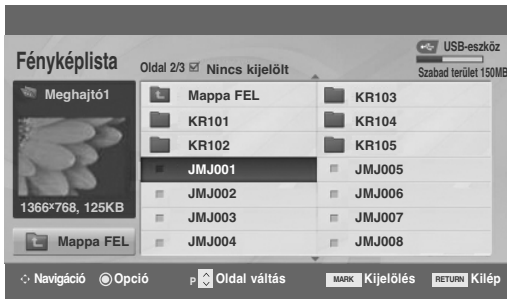 Fényképlista
Oldal 2/3 Nincs kijelölt
USB-eszköz
Szabad terület 150MB
Meghajtó1
1366x768, 125KB
Mappa FEL
Mappa FEL KR103
KR101 KR104
KR102 KR105
JMJ001 JMJ005
JMJ002 JMJ006
JMJ003 JMJ007
JMJ004 JMJ008
Navigáció Opció P Oldal váltás MARK Kijelölés RETURN Kilép